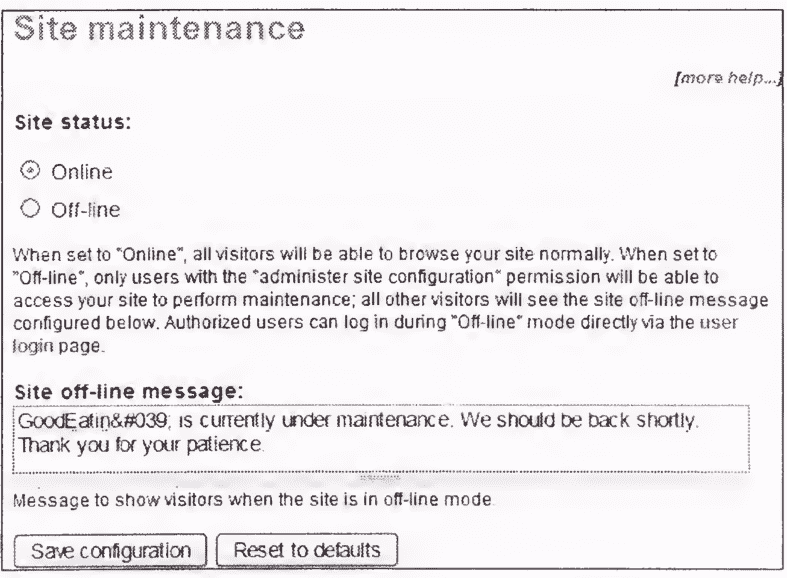 Site maintenance
[more help...]
Site status:
Online
Off-line
When set to "Online", all visitors will be able to browse your site normally. When set to
"Off-line", only users with the "administer site configuration" permission will be able to
access your site to perform maintenance; all other visitors will see the site off-line message
configured below. Authorized users can log in during "Off-line" mode directly via the user
login page.
Site off-line message:
GoodEatin&#039; is currently under maintenance. We should be back shortly.
Thank you for your patience.
Message to show visitors when the site is in off-line mode.
Save configuration Reset to defaults